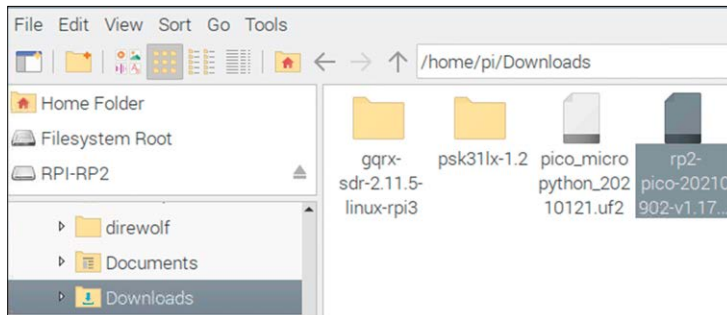 File Edit View Sort Go Tools
/home/pi/Downloads
Home Folder
Filesystem Root
RPI-RP2
direwolf
Documents
Downloads
gqrx-
sdr-2.11.5-
linux-rpi3
psk31lx-1.2
pico_micro
python_202
10121.uf2
rp2-
pico-20210
902-v1.17...